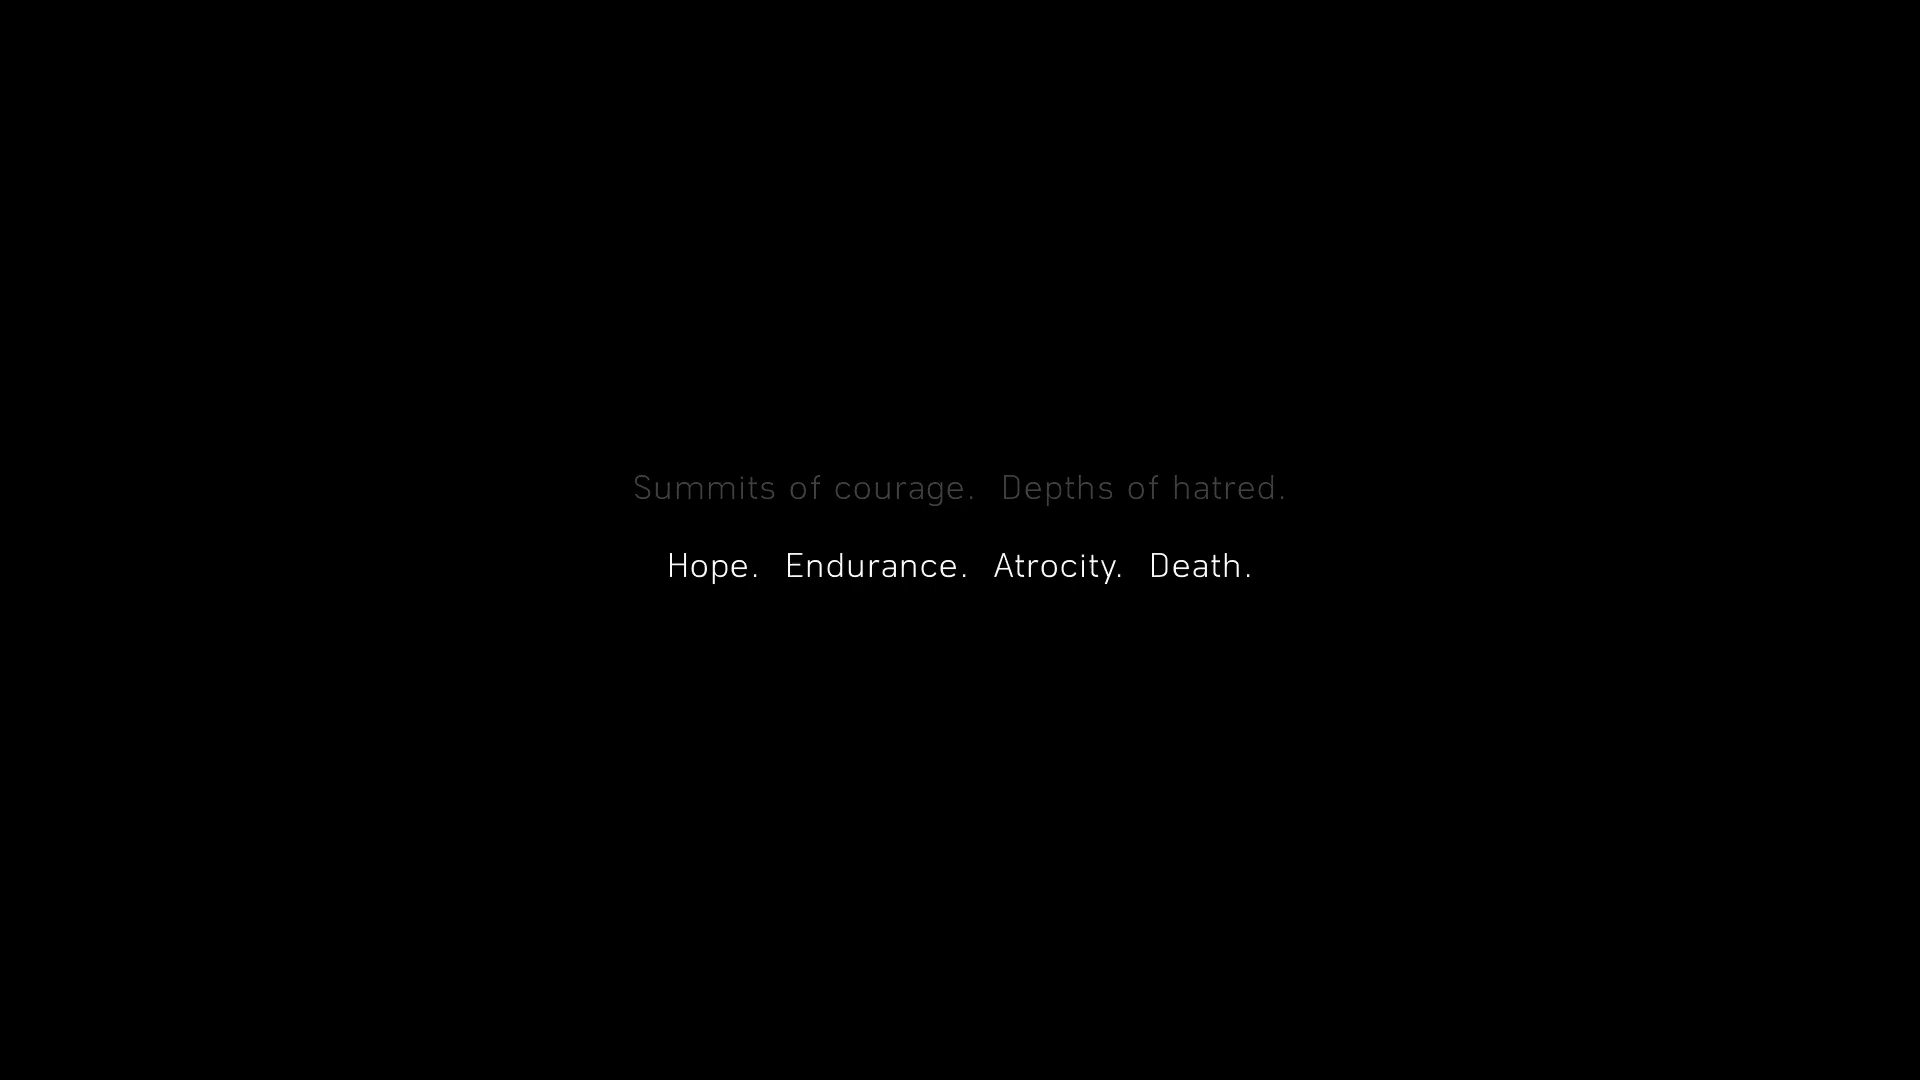 Summits of courage. Depths of hatred.
Hope. Endurance. Atrocity. Death.